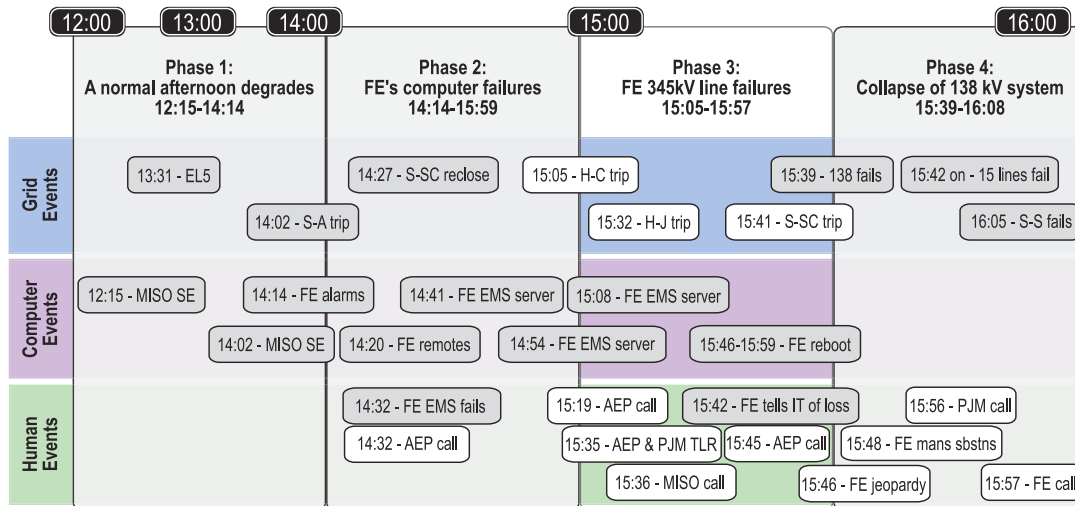 12:00
13:00
14:00
15:00
16:00
Phase 1:
A normal afternoon degrades
12:15-14:14
Phase 2:
FE's computer failures
14:14-15:59
Phase 3:
FE 345kV line failures
15:05-15:57
Phase 4:
Collapse of 138 kV system
15:39-16:08
Grid
Events
13:31 - EL5
14:27 - S-SC reclose
15:05 - H-C trip
15:39 - 138 fails
15:42 on - 15 lines fail
14:02 - S-A trip
15:32 - H-J trip
15:41 - S-SC trip
16:05 - S-S fails
Computer
Events
12:15 - MISO SE
14:14 - FE alarms
14:41 - FE EMS server
15:08 - FE EMS server
14:02 - MISO SE
14:20 - FE remotes
14:54 - FE EMS server
15:46-15:59 - FE reboot
Human
Events
14:32 - FE EMS fails
15:19 - AEP call
15:42 - FE tells IT of loss
15:56 - PJM call
14:32 - AEP call
15:35 - AEP & PJM TLR
15:45 - AEP call
15:48 - FE mans sbstns
15:36 - MISO call
15:46 - FE jeopardy
15:57 - FE call